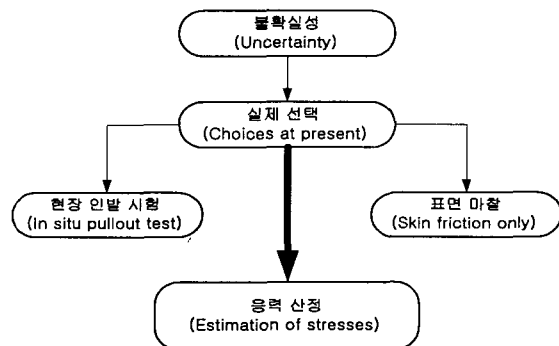 불확실성
(Uncertainty)
실제 선택
(Choices at present)
현장 인발 시험
(In situ pullout test)
표면 마찰
(Skin friction only)
응력 산정
(Estimation of stresses)